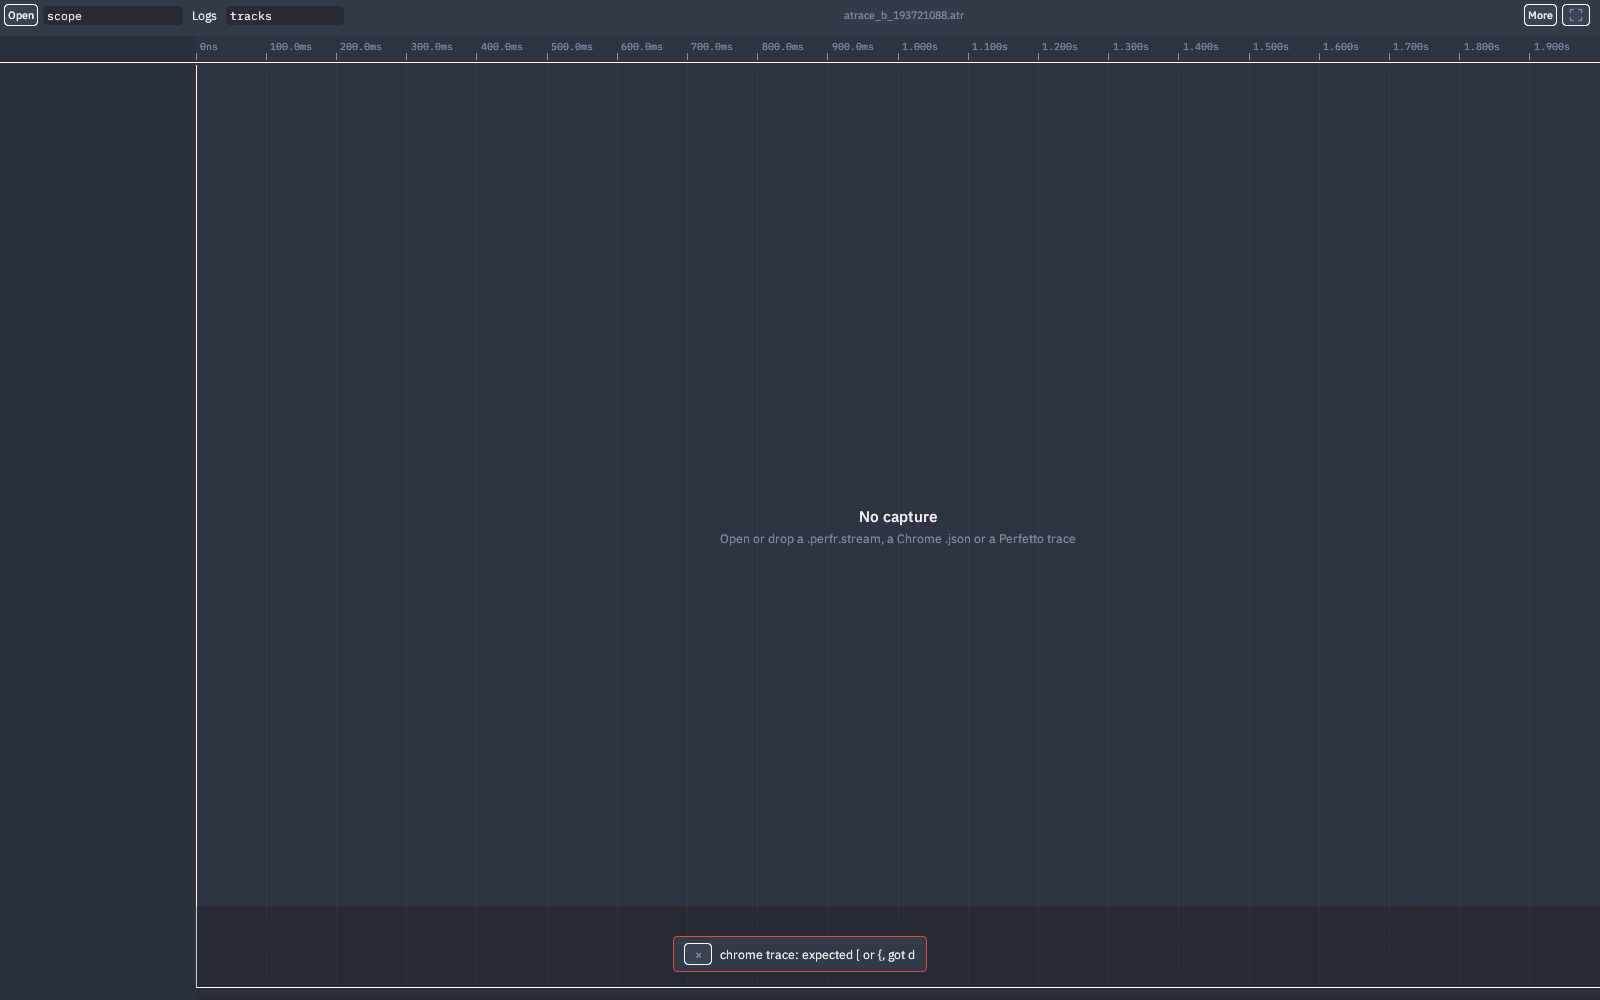 Open scope Logs tracks atrace_b_193721088.atr More
0ns 100.0ms 200.0ms 300.0ms 400.0ms 500.0ms 600.0ms 700.0ms 800.0ms 900.0ms 1.000s 1.100s 1.200s 1.300s 1.400s 1.500s 1.600s 1.700s 1.800s 1.900s
No capture
Open or drop a .perfr.stream, a Chrome .json or a Perfetto trace
× chrome trace: expected [ or {, got d